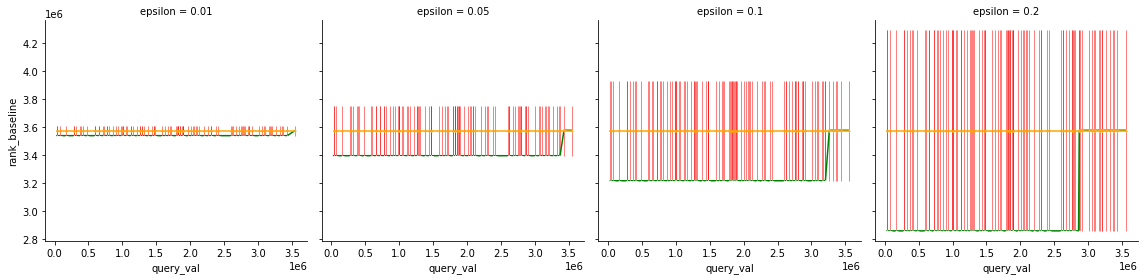 epsilon = 0.01
epsilon = 0.05
epsilon = 0.1
epsilon = 0.2
1e6
4.2
4.0
3.8
3.6
3.4
3.2
3.0
2.8
rank_baseline
0.0 0.5 1.0 1.5 2.0 2.5 3.0 3.5
1e6
query_val
0.0 0.5 1.0 1.5 2.0 2.5 3.0 3.5
1e6
query_val
0.0 0.5 1.0 1.5 2.0 2.5 3.0 3.5
1e6
query_val
0.0 0.5 1.0 1.5 2.0 2.5 3.0 3.5
1e6
query_val